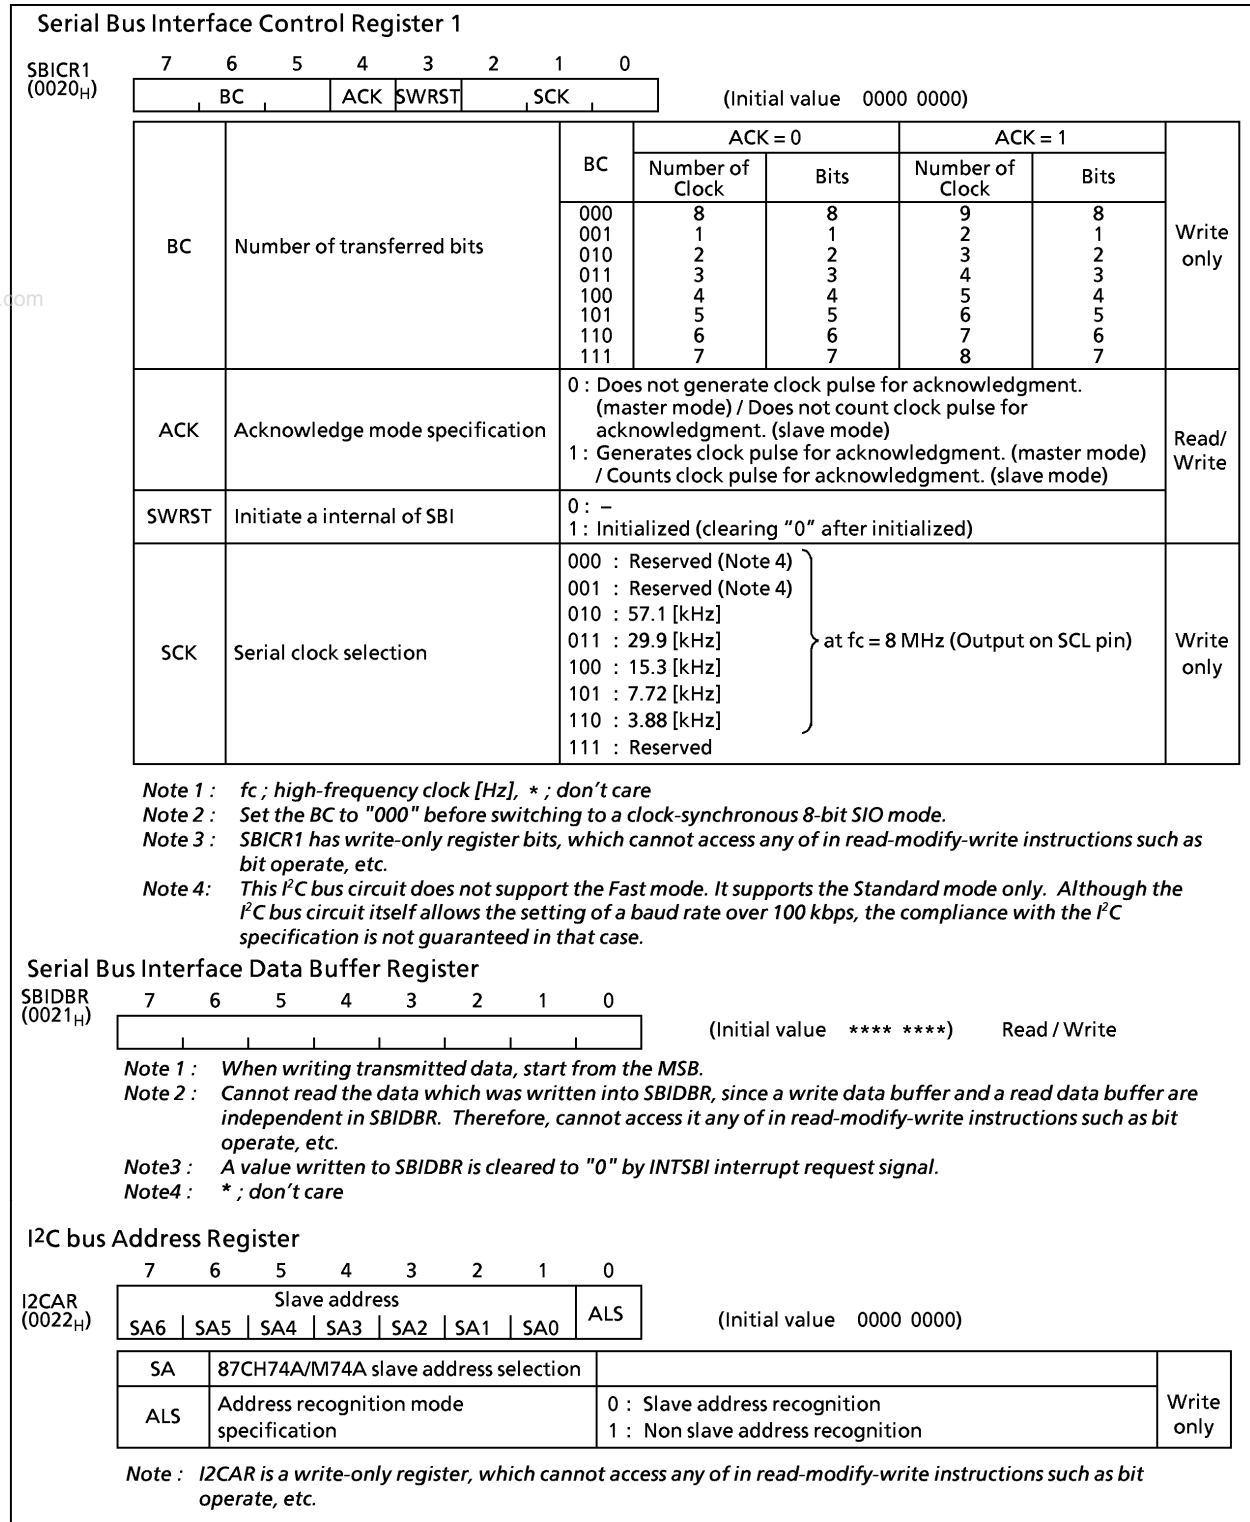 Serial Bus Interface Control Register 1
7 6 5 4 3 2 1 0
SBICR1
(0020H)
BC ACK SWRST SCK
(Initial value 0000 0000)
BC Number of transferred bits
BC ACK = 0 ACK = 1
Number of Clock Bits Number of Clock Bits
000 8 8 9 8
001 1 1 2 1
010 2 2 3 2
011 3 3 4 3
100 4 4 5 4
101 5 5 6 5
110 6 6 7 6
111 7 7 8 7
Write
only
.com
ACK Acknowledge mode specification
0 : Does not generate clock pulse for acknowledgment.
(master mode) / Does not count clock pulse for
acknowledgment. (slave mode)
1 : Generates clock pulse for acknowledgment. (master mode)
/ Counts clock pulse for acknowledgment. (slave mode)
Read/
Write
SWRST Initiate a internal of SBI
0 : –
1 : Initialized (clearing “0” after initialized)
SCK Serial clock selection
000 : Reserved (Note 4)
001 : Reserved (Note 4)
010 : 57.1 [kHz]
011 : 29.9 [kHz]
100 : 15.3 [kHz]
101 : 7.72 [kHz]
110 : 3.88 [kHz]
111 : Reserved
at fc = 8 MHz (Output on SCL pin)
Write
only
Note 1 : fc ; high-frequency clock [Hz], * ; don’t care
Note 2 : Set the BC to "000" before switching to a clock-synchronous 8-bit SIO mode.
Note 3 : SBICR1 has write-only register bits, which cannot access any of in read-modify-write instructions such as
bit operate, etc.
Note 4: This I²C bus circuit does not support the Fast mode. It supports the Standard mode only. Although the
I²C bus circuit itself allows the setting of a baud rate over 100 kbps, the compliance with the I²C
specification is not guaranteed in that case.
Serial Bus Interface Data Buffer Register
SBIDBR
(0021H)
7 6 5 4 3 2 1 0
(Initial value **** ****) Read / Write
Note 1 : When writing transmitted data, start from the MSB.
Note 2 : Cannot read the data which was written into SBIDBR, since a write data buffer and a read data buffer are
independent in SBIDBR. Therefore, cannot access it any of in read-modify-write instructions such as bit
operate, etc.
Note3 : A value written to SBIDBR is cleared to "0" by INTSBI interrupt request signal.
Note4 : * ; don’t care
I²C bus Address Register
7 6 5 4 3 2 1 0
I2CAR
(0022H)
Slave address
SA6 SA5 SA4 SA3 SA2 SA1 SA0 ALS
(Initial value 0000 0000)
SA 87CH74A/M74A slave address selection
ALS Address recognition mode
specification
0 : Slave address recognition
1 : Non slave address recognition
Write
only
Note : I2CAR is a write-only register, which cannot access any of in read-modify-write instructions such as bit
operate, etc.